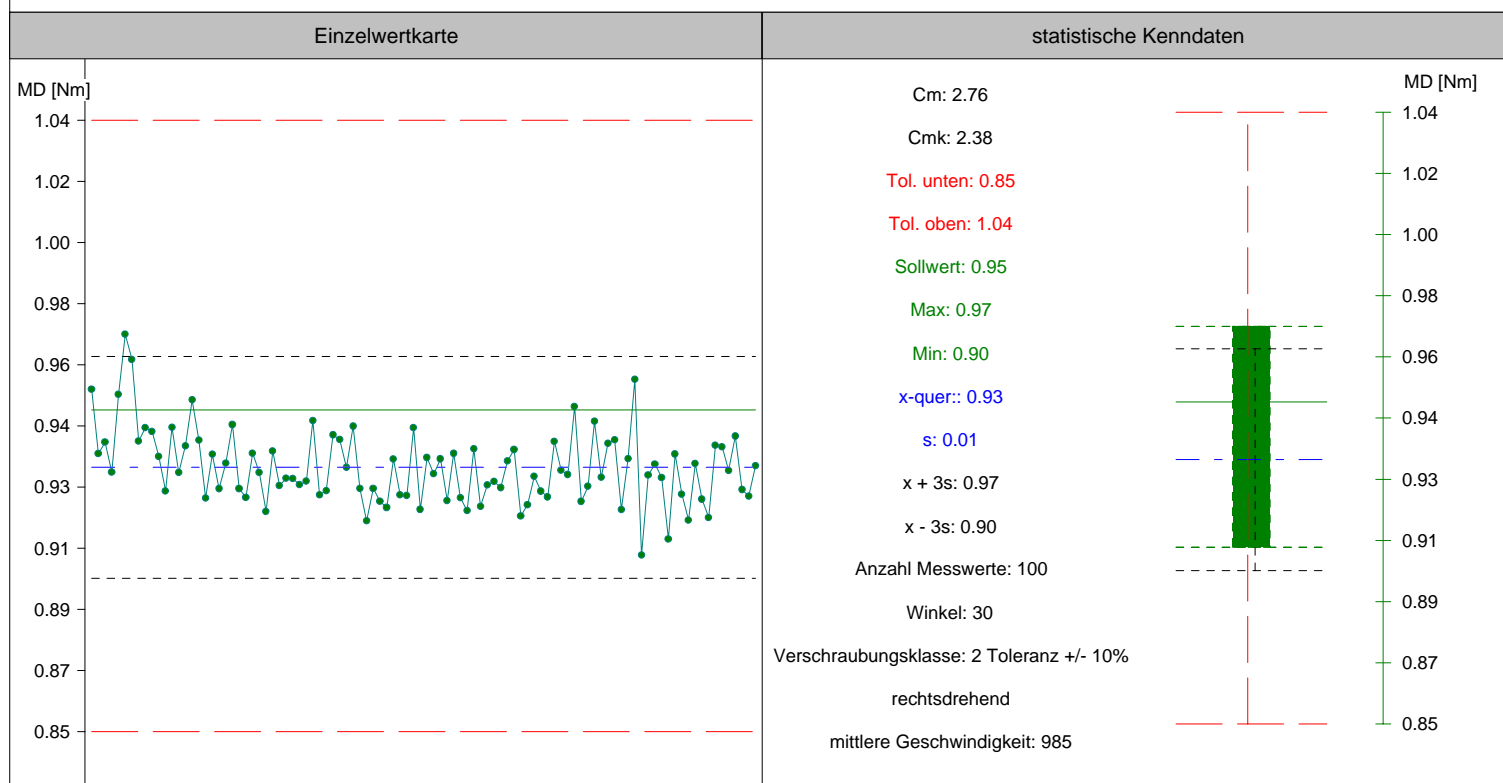 Einzelwertkarte
statistische Kenndaten
MD [Nm]
1.04
1.02
1.00
0.98
0.96
0.94
0.93
0.91
0.89
0.87
0.85
Cm: 2.76
Cmk: 2.38
Tol. unten: 0.85
Tol. oben: 1.04
Sollwert: 0.95
Max: 0.97
Min: 0.90
x-quer:: 0.93
s: 0.01
x + 3s: 0.97
x - 3s: 0.90
Anzahl Messwerte: 100
Winkel: 30
Verschraubungsklasse: 2 Toleranz +/- 10%
rechtsdrehend
mittlere Geschwindigkeit: 985
MD [Nm]
1.04
1.02
1.00
0.98
0.96
0.94
0.93
0.91
0.89
0.87
0.85